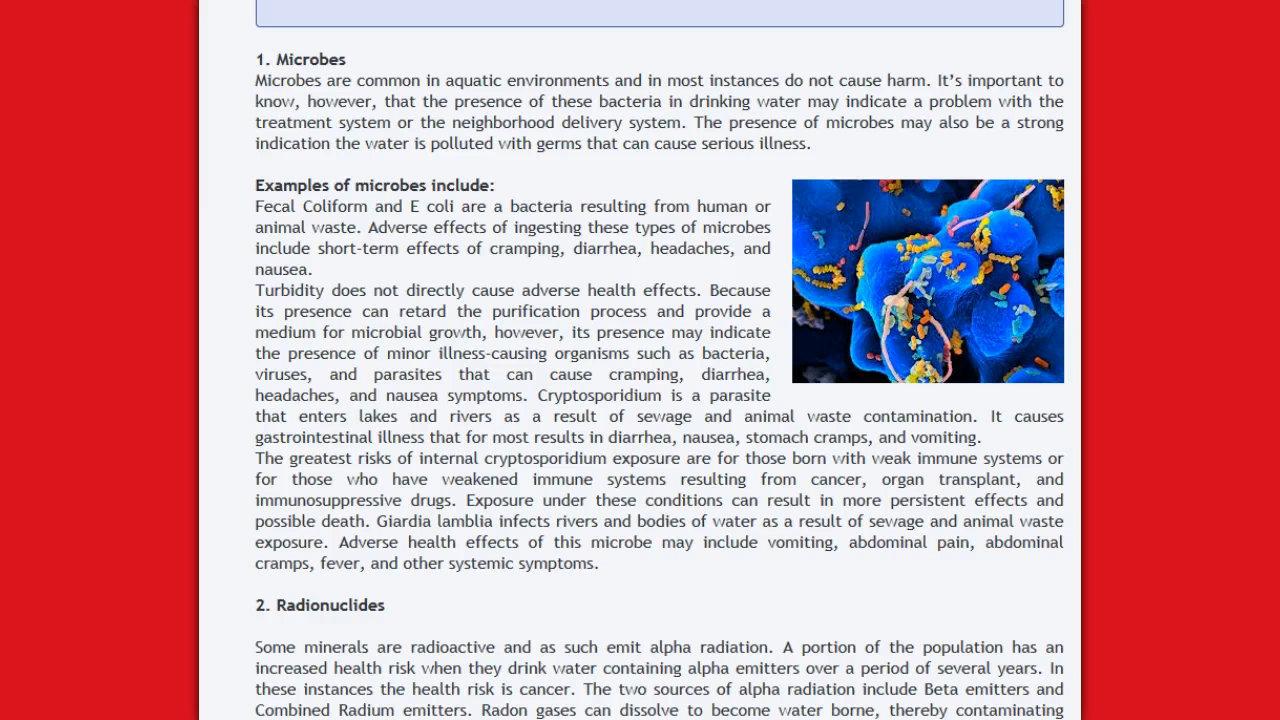 1. Microbes
Microbes are common in aquatic environments and in most instances do not cause harm. It's important to
know, however, that the presence of these bacteria in drinking water may indicate a problem with the
treatment system or the neighborhood delivery system. The presence of microbes may also be a strong
indication the water is polluted with germs that can cause serious illness.
Examples of microbes include:
Fecal Coliform and E coli are a bacteria resulting from human or
animal waste. Adverse effects of ingesting these types of microbes
include short-term effects of cramping, diarrhea, headaches, and
nausea.
Turbidity does not directly cause adverse health effects. Because
its presence can retard the purification process and provide a
medium for microbial growth, however, its presence may indicate
the presence of minor illness-causing organisms such as bacteria,
viruses, and parasites that can cause cramping, diarrhea,
headaches, and nausea symptoms. Cryptosporidium is a parasite
that enters lakes and rivers as a result of sewage and animal waste contamination. It causes
gastrointestinal illness that for most results in diarrhea, nausea, stomach cramps, and vomiting.
The greatest risks of internal cryptosporidium exposure are for those born with weak immune systems or
for those who have weakened immune systems resulting from cancer, organ transplant, and
immunosuppressive drugs. Exposure under these conditions can result in more persistent effects and
possible death. Giardia lamblia infects rivers and bodies of water as a result of sewage and animal waste
exposure. Adverse health effects of this microbe may include vomiting, abdominal pain, abdominal
cramps, fever, and other systemic symptoms.
2. Radionuclides
Some minerals are radioactive and as such emit alpha radiation. A portion of the population has an
increased health risk when they drink water containing alpha emitters over a period of several years. In
these instances the health risk is cancer. The two sources of alpha radiation include Beta emitters and
Combined Radium emitters. Radon gases can dissolve to become water borne, thereby contaminating